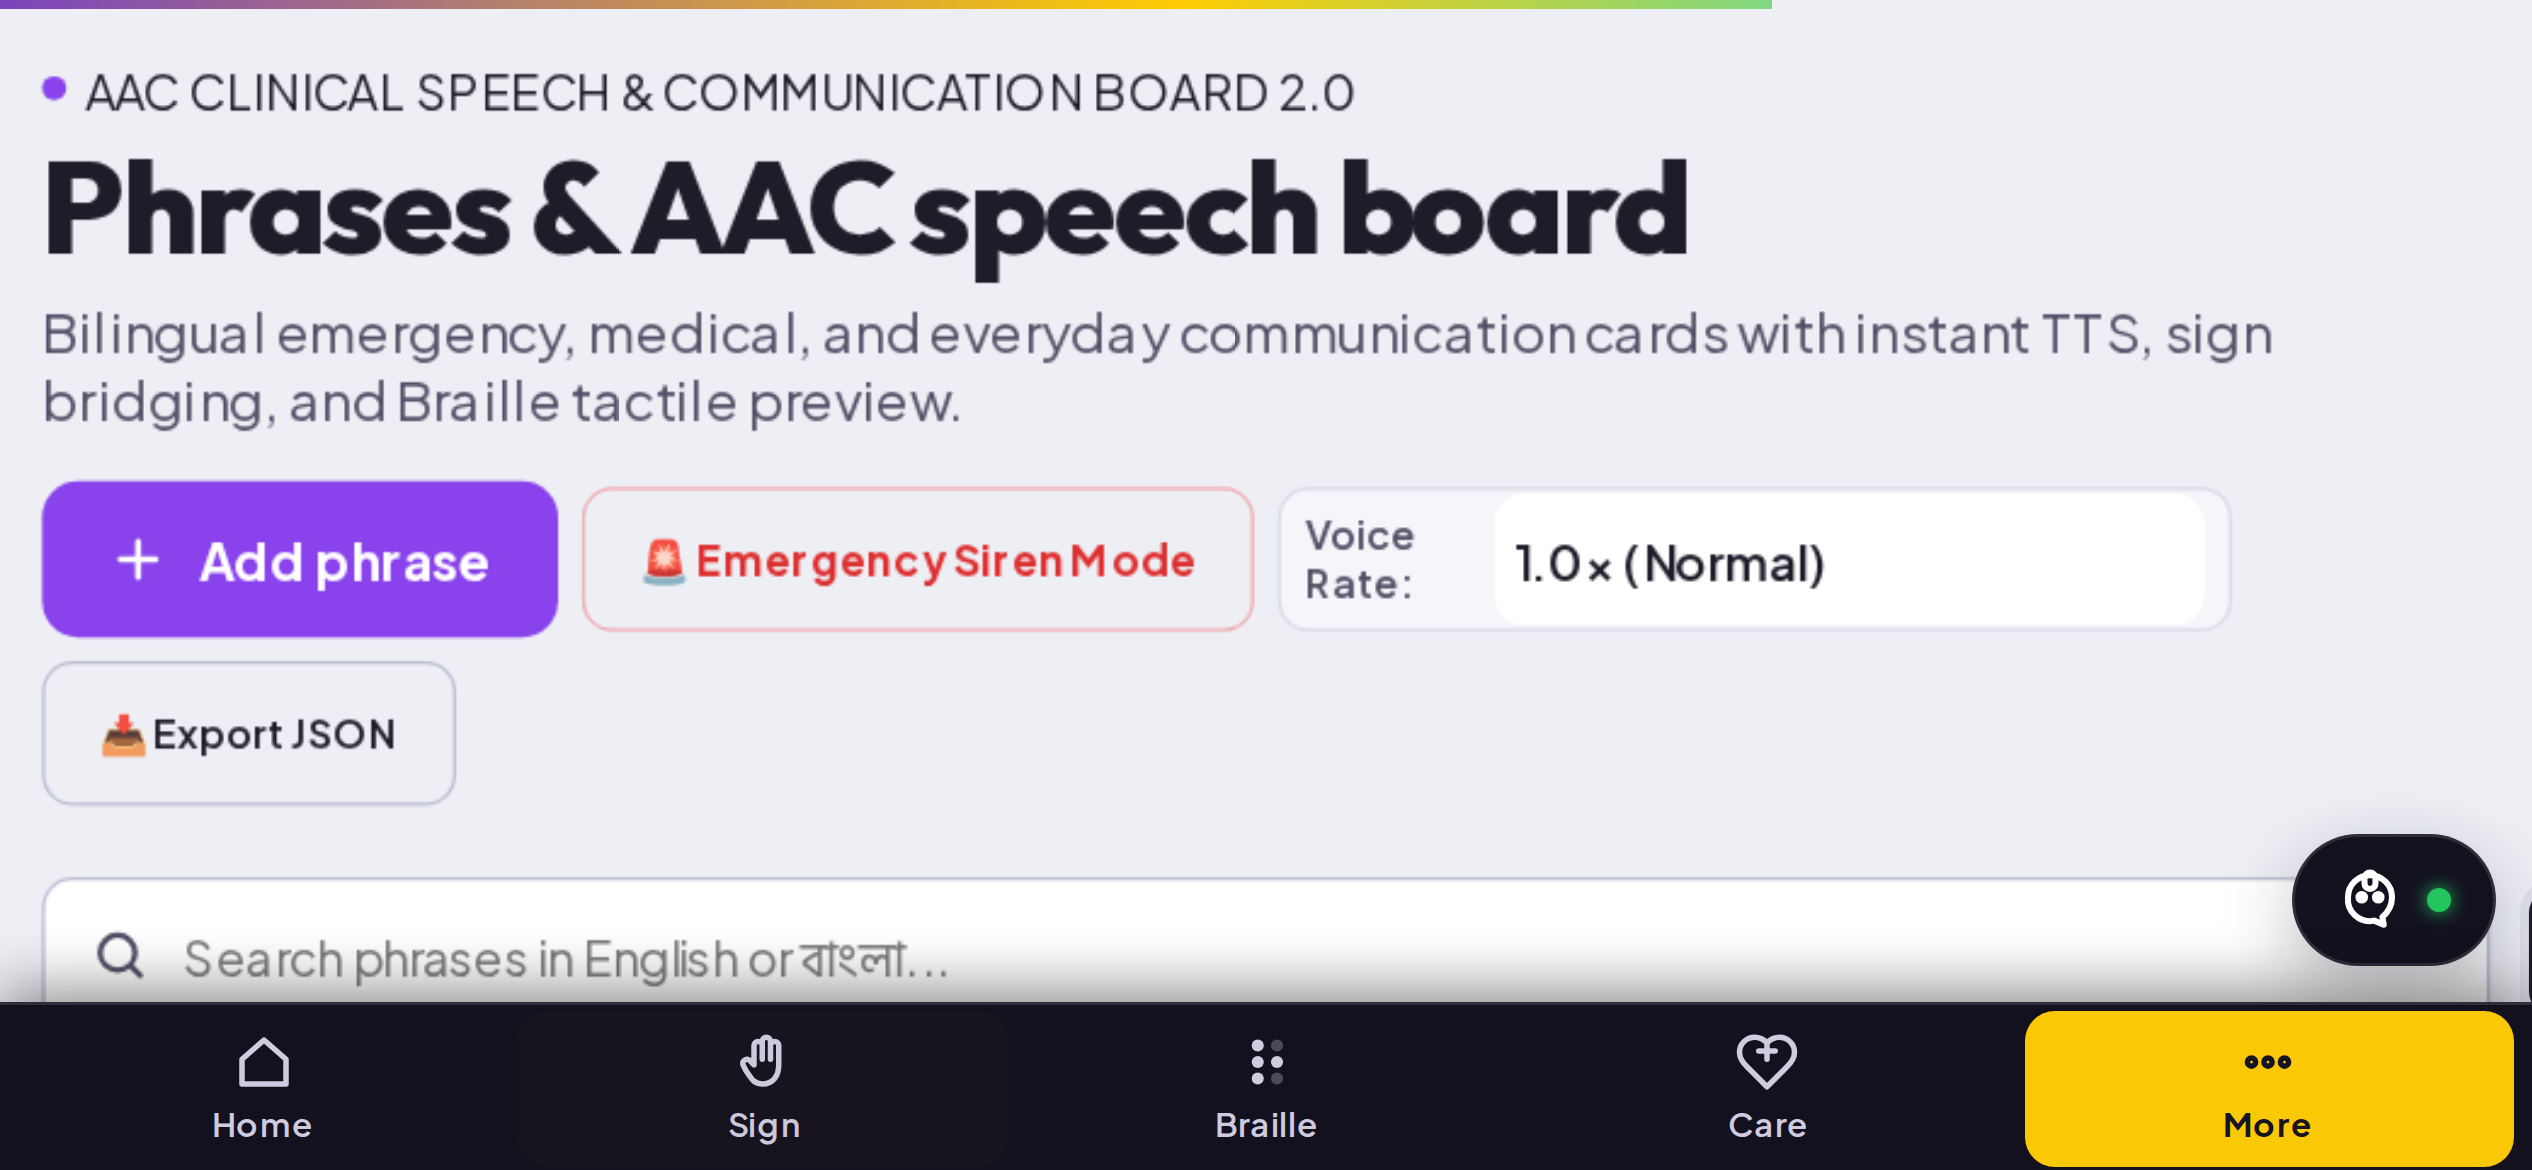 AAC CLINICAL SPEECH & COMMUNICATION BOARD 2.0
Phrases & AAC speech board
Bilingual emergency, medical, and everyday communication cards with instant TTS, sign
bridging, and Braille tactile preview.
+ Add phrase
🚨 Emergency Siren Mode
Voice
Rate:
1.0× (Normal)
📥 Export JSON
Search phrases in English or বাংলা...
Home
Sign
Braille
Care
More